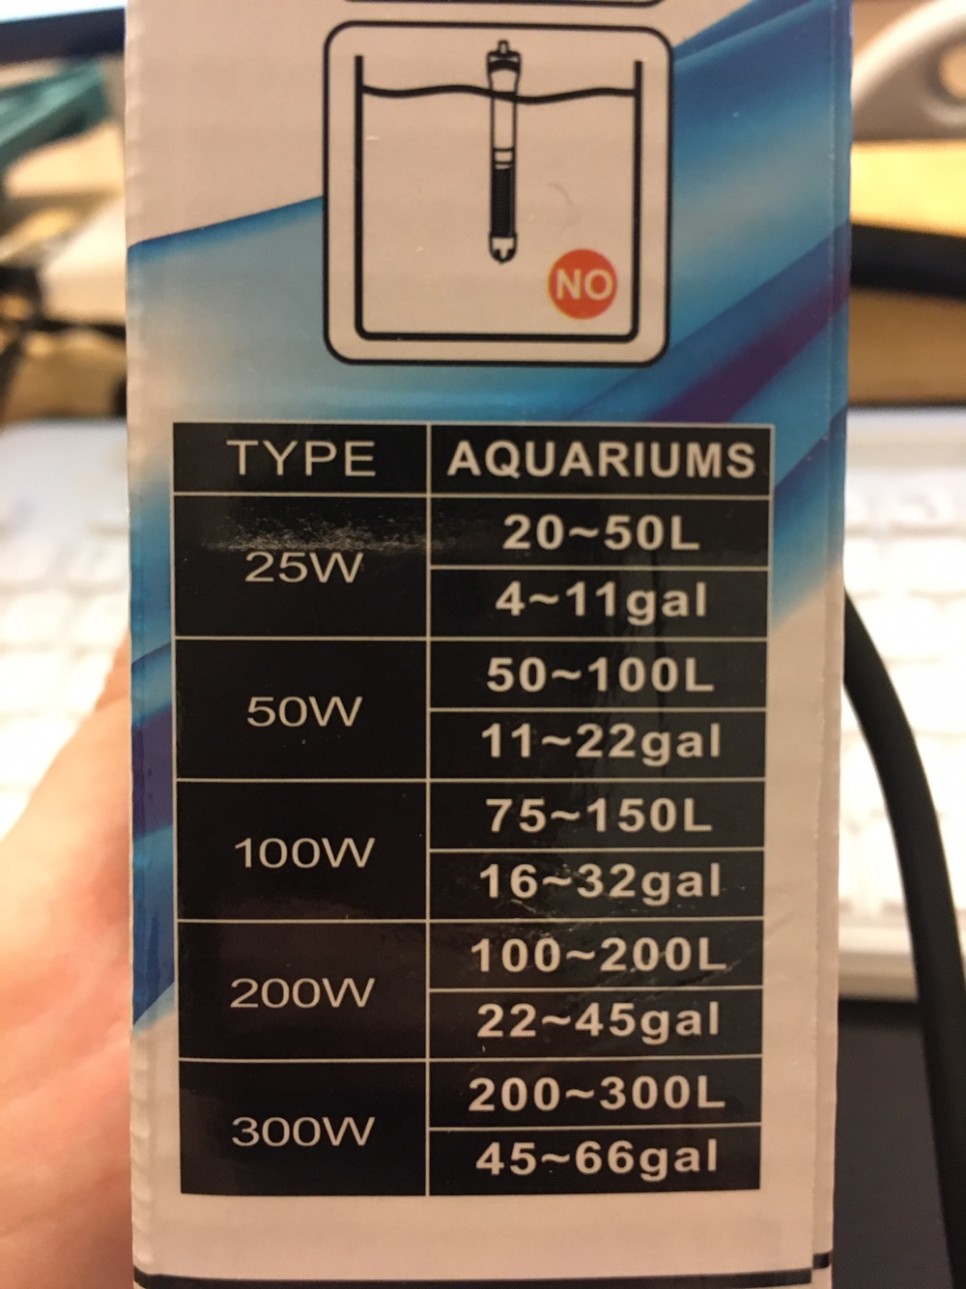 NO
TYPE AQUARIUMS
25W 20~50L
4~11gal
50W 50~100L
11~22gal
100W 75~150L
16~32gal
200W 100~200L
22~45gal
300W 200~300L
45~66gal